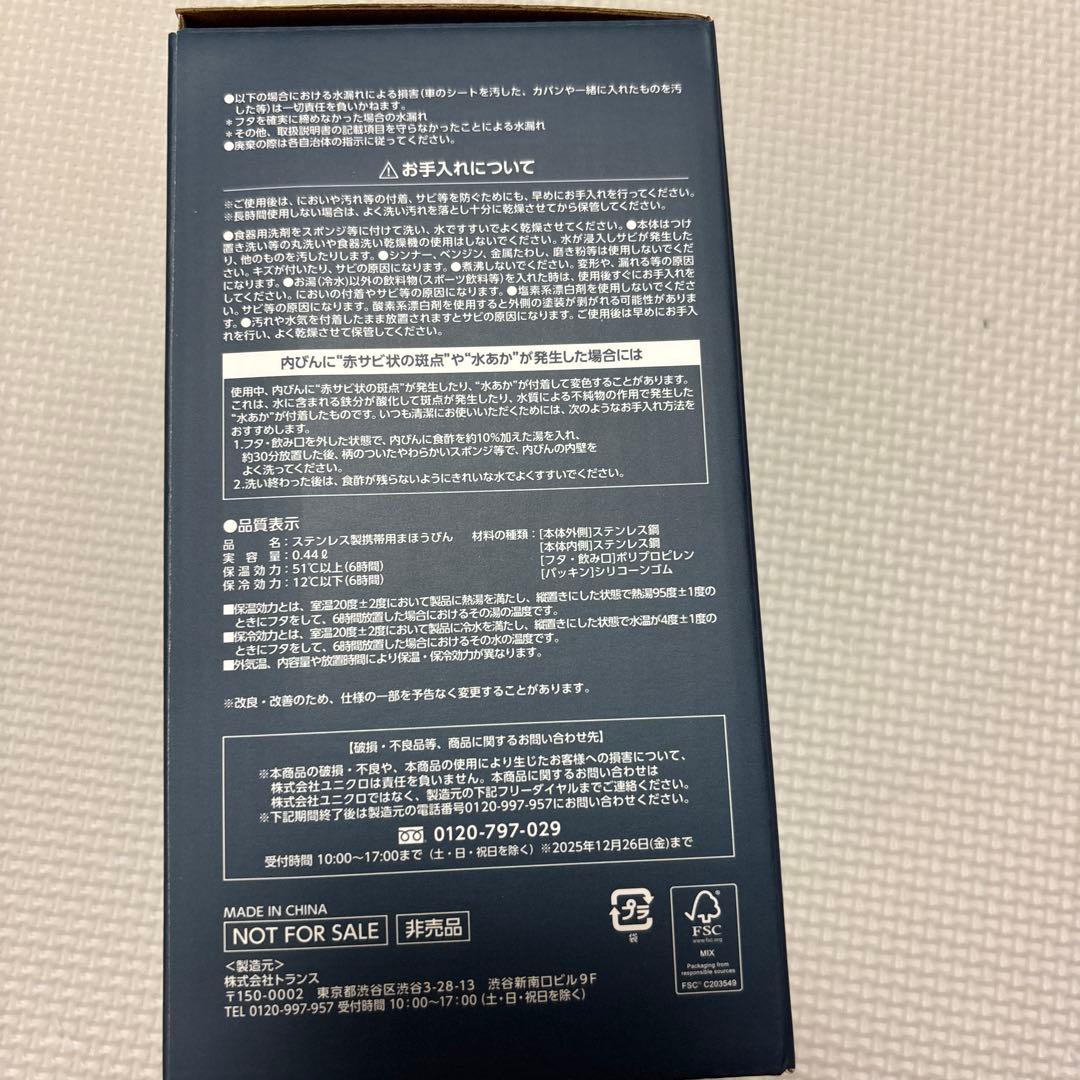 ●以下の場合における水漏れによる損害(車のシートを汚した、カバンや一緒に入れたものを汚
した等)は一切責任を負いかねます。
＊フタを確実に締めなかった場合の水漏れ
＊その他、取扱説明書の記載項目を守らなかったことによる水漏れ
●廃棄の際は各自治体の指示に従ってください。
⚠お手入れについて
※ご使用後は、においや汚れ等の付着、サビ等を防ぐためにも、早めにお手入れを行ってください。
※長時間使用しない場合は、よく洗い汚れを落とし十分に乾燥させてから保管してください。
●食器用洗剤をスポンジ等に付けて洗い、水ですすいでよく乾燥させてください。●本体はつけ
置き洗い等の丸洗いや食器洗い乾燥機の使用はしないでください。水が浸入しサビが発生した
り、他のものを汚したりします。●シンナー、ベンジン、金属たわし、磨き粉等は使用しないでくだ
さい。キズが付いたり、サビの原因になります。●煮沸しないでください。変形や、漏れる等の原因
になります。●お湯(冷水)以外の飲料物(スポーツ飲料等)を入れた時は、使用後すぐにお手入れを
してください。においの付着やサビ等の原因になります。●塩素系漂白剤を使用しないでくださ
い。サビ等の原因になります。酸素系漂白剤を使用すると外側の塗装が剥がれる可能性がありま
す。●汚れや水気を付着したまま放置されますとサビの原因になります。ご使用後は早めにお手入
れを行い、よく乾燥させて保管してください。
内びんに“赤サビ状の斑点”や“水あか”が発生した場合には
使用中、内びんに“赤サビ状の斑点”が発生したり、“水あか”が付着して変色することがあります。
これは、水に含まれる鉄分が酸化して斑点が発生したり、水質による不純物の作用で発生した
“水あか”が付着したものです。いつも清潔にお使いいただくためには、次のようなお手入れ方法を
おすすめします。
1.フタ・飲み口を外した状態で、内びんに食酢を約10%加えた湯を入れ、
約30分放置した後、柄のついたやわらかいスポンジ等で、内びんの内壁を
よく洗ってください。
2.洗い終わった後は、食酢が残らないようにきれいな水でよくすすいでください。
●品質表示
品 名：ステンレス製携帯用まほうびん 材料の種類：[本体外側]ステンレス鋼
実容量：0.44ℓ [本体内側]ステンレス鋼
保温効力：51℃以上(6時間) [フタ・飲み口]ポリプロピレン
保冷効力：12℃以下(6時間) [パッキン]シリコーンゴム
■保温効力とは、室温20度±2度において製品に熱湯を満たし、縦置きにした状態で熱湯95度±1度の
ときにフタをして、6時間放置した場合におけるその湯の温度です。
■保冷効力とは、室温20度±2度において製品に冷水を満たし、縦置きにした状態で水温が4度±1度の
ときにフタをして、6時間放置した場合におけるその水の温度です。
■外気温、内容量や放置時間により保温・保冷効力が異なります。
※改良・改善のため、仕様の一部を予告なく変更することがあります。
【破損・不良品等、商品に関するお問い合わせ先】
※本商品の破損・不良や、本商品の使用により生じたお客様への損害について、
株式会社ユニクロは責任を負いません。本商品に関するお問い合わせは
株式会社ユニクロではなく、製造元の下記フリーダイヤルまでご連絡ください。
※下記期間終了後は製造元の電話番号0120-997-957にお問い合わせください。
0120-797-029
受付時間 10:00～17:00まで（土・日・祝日を除く）※2025年12月26日(金)まで
MADE IN CHINA
NOT FOR SALE 非売品
プラ
袋
FSC
www.fsc.org
MIX
Packaging from
responsible sources
FSC® C203549
＜製造元＞
株式会社トランス
〒150-0002 東京都渋谷区渋谷3-28-13 渋谷新南口ビル9F
TEL 0120-997-957 受付時間 10:00～17:00 (土・日・祝日を除く)